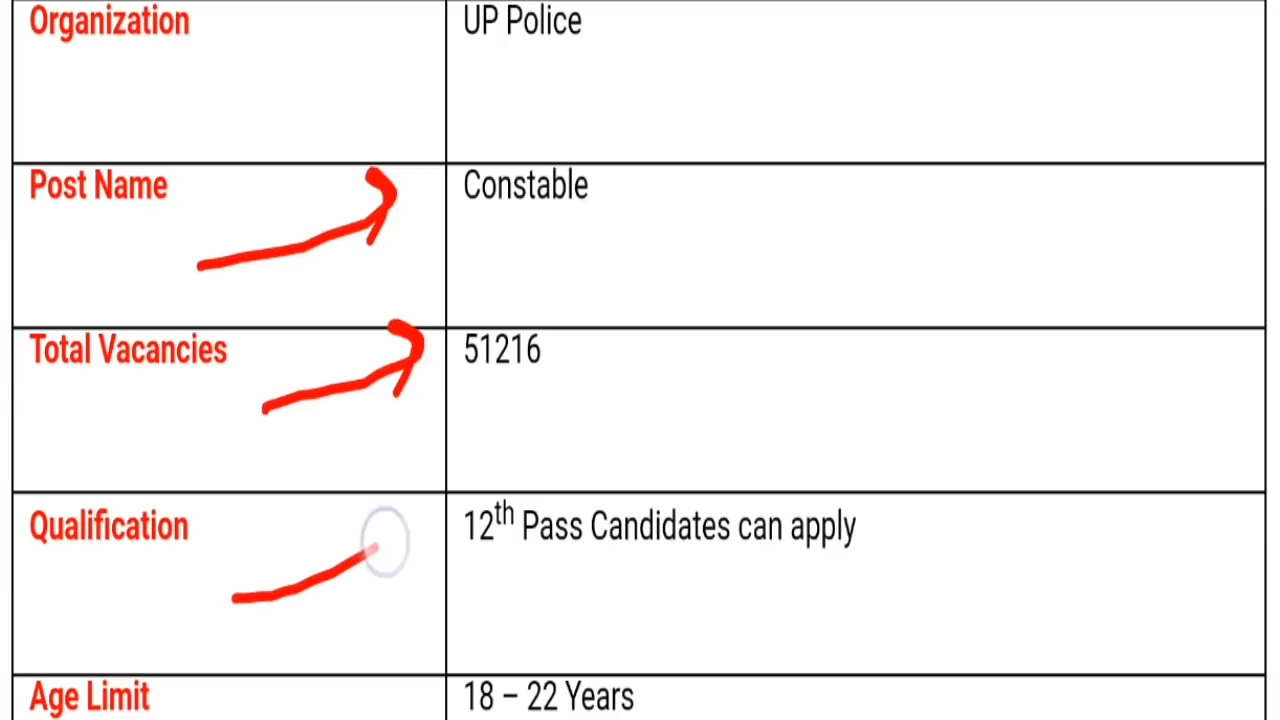 Organization UP Police
Post Name Constable
Total Vacancies 51216
Qualification 12th Pass Candidates can apply
Age Limit 18 – 22 Years